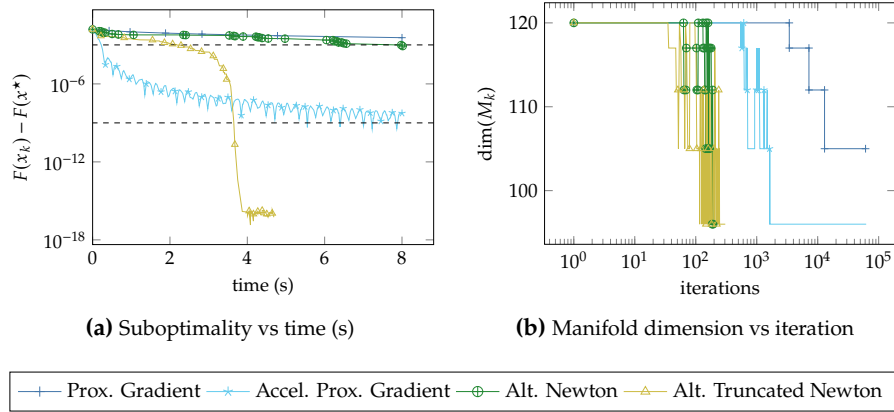 10^−6
10^−12
10^−18
F(x_k) − F(x^⋆)
0
2
4
6
8
time (s)
(a) Suboptimality vs time (s)
120
110
100
dim(M_k)
10^0
10^1
10^2
10^3
10^4
10^5
iterations
(b) Manifold dimension vs iteration
Prox. Gradient
Accel. Prox. Gradient
Alt. Newton
Alt. Truncated Newton